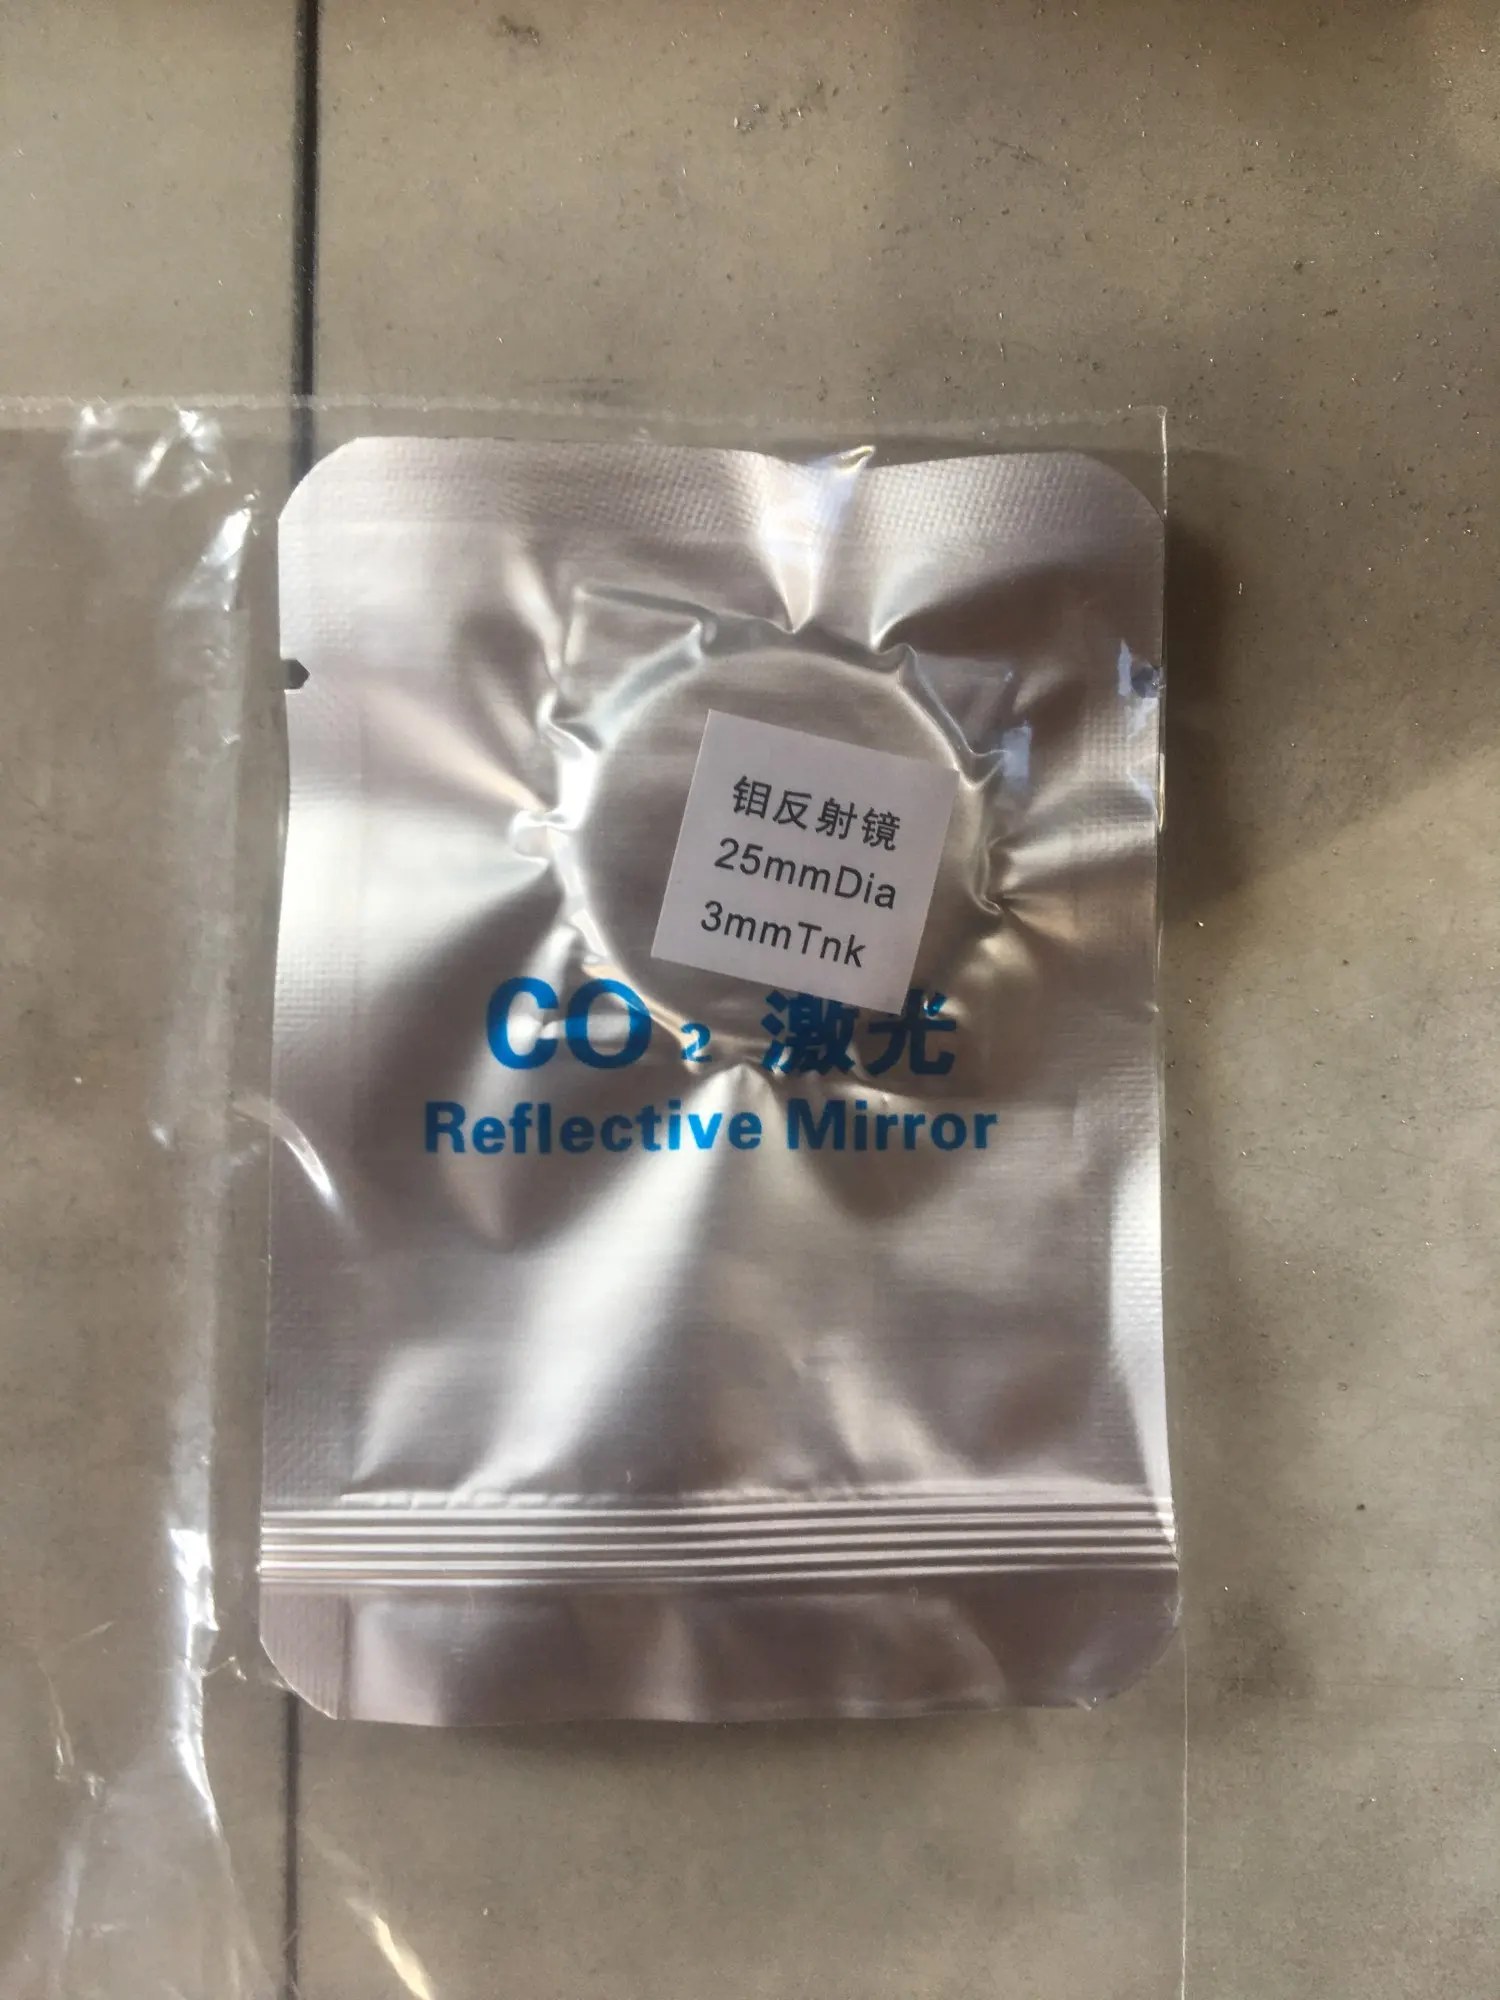 钼反射镜
25mmDia
3mmTnk
CO₂ 激光
Reflective Mirror